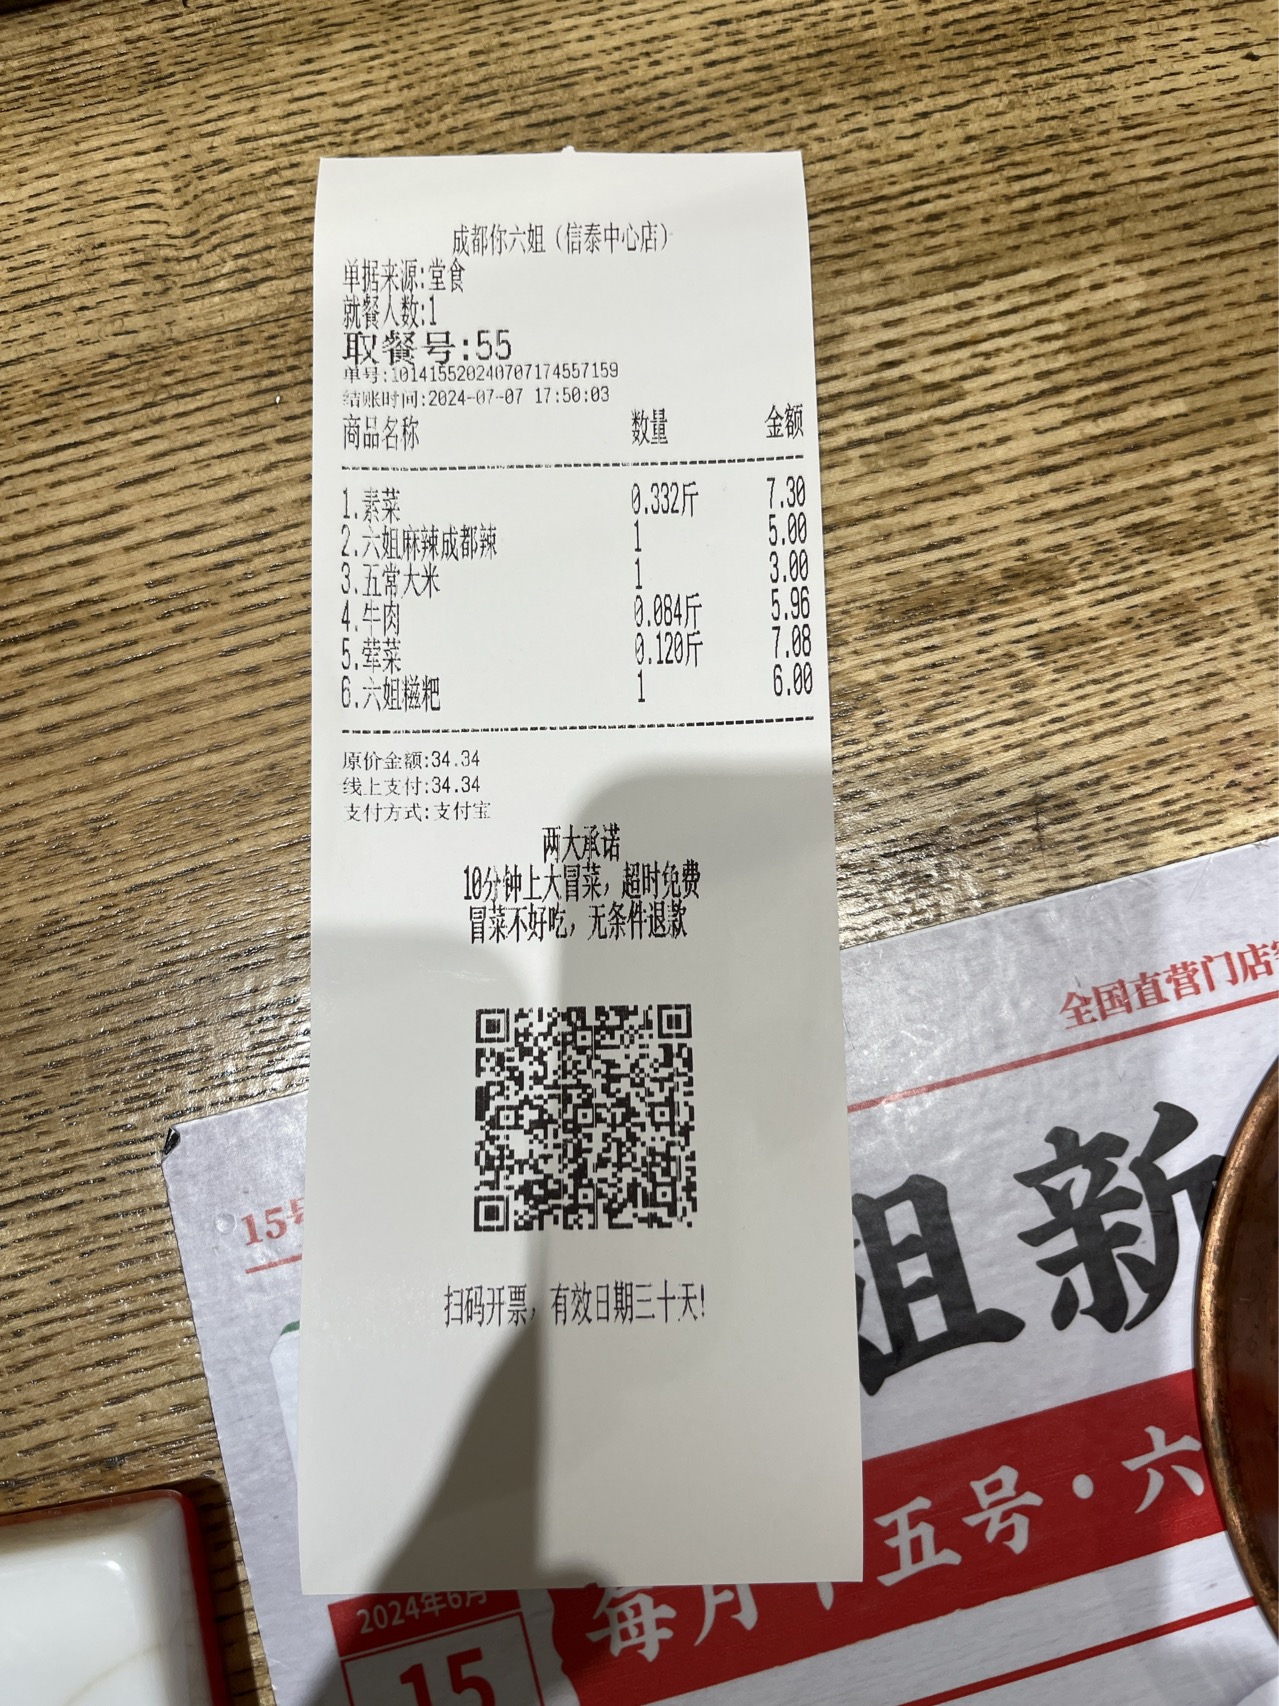 成都你六姐(信泰中心店)
单据来源:堂食
就餐人数:1
取餐号:55
单号:101415520240707174557159
结账时间:2024-07-07 17:50:03
商品名称 数量 金额
1.素菜 0.332斤 7.30
2.六姐麻辣成都辣 1 5.00
3.五常大米 1 3.00
4.牛肉 0.084斤 5.96
5.荤菜 0.120斤 7.08
6.六姐糍粑 1 6.00
原价金额:34.34
线上支付:34.34
支付方式:支付宝
两大承诺
10分钟上大冒菜，超时免费
冒菜不好吃，无条件退款
扫码开票，有效日期三十天!
全国直营门店
15号
姐新
每月十五号·六
2024年6月
15